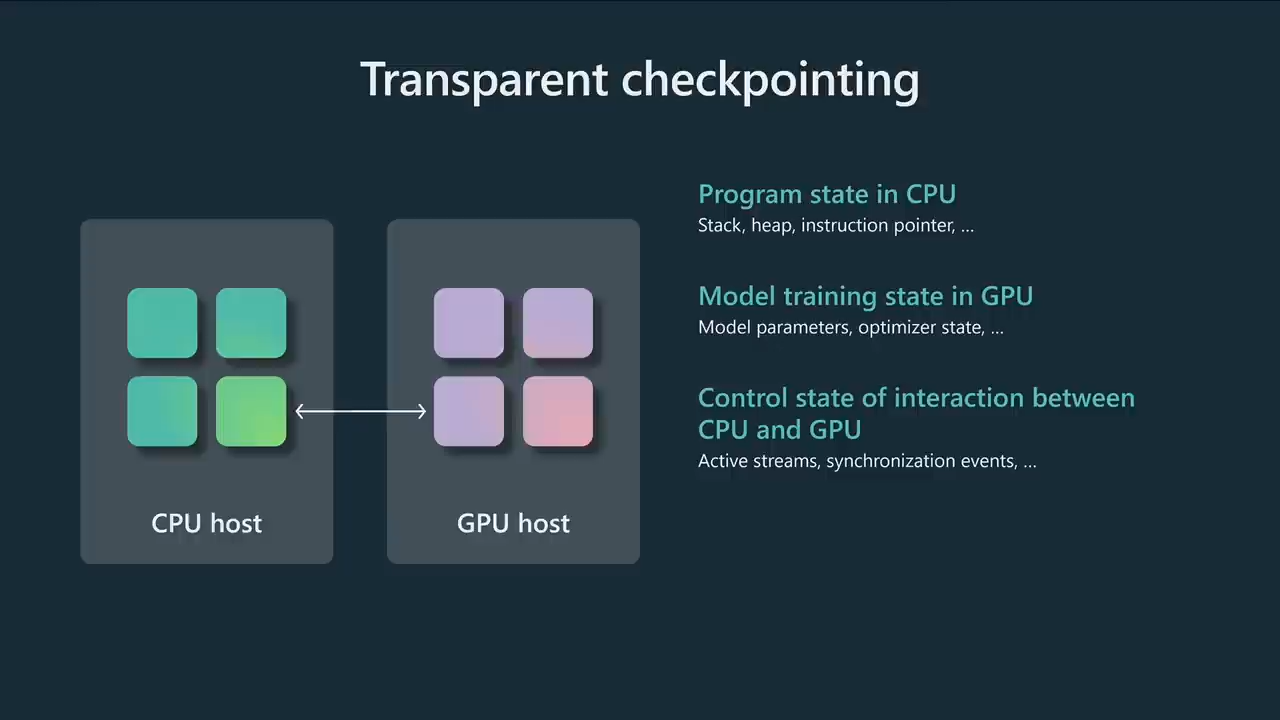 Transparent checkpointing
Program state in CPU
Stack, heap, instruction pointer, ...
Model training state in GPU
Model parameters, optimizer state, ...
Control state of interaction between
CPU and GPU
Active streams, synchronization events, ...
CPU host
GPU host